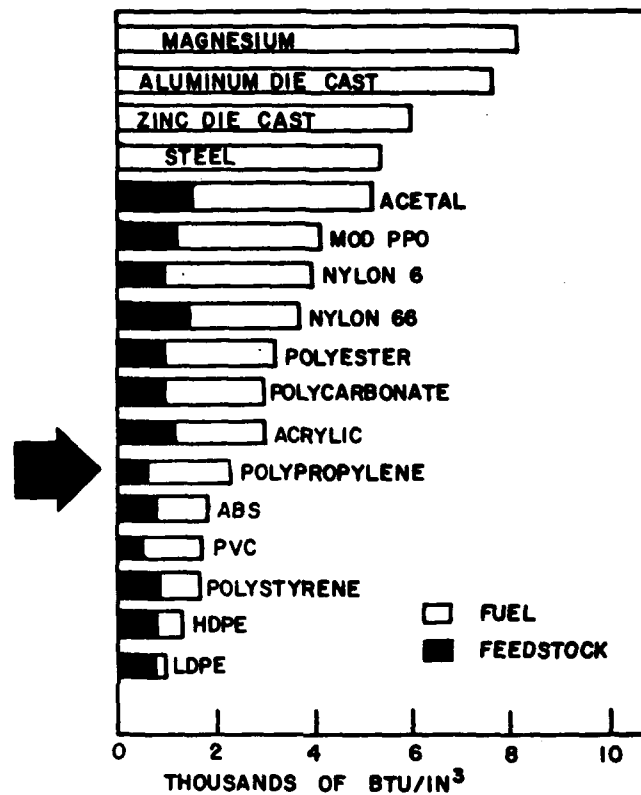 MAGNESIUM
ALUMINUM DIE CAST
ZINC DIE CAST
STEEL
ACETAL
MOD PPO
NYLON 6
NYLON 66
POLYESTER
POLYCARBONATE
ACRYLIC
POLYPROPYLENE
ABS
PVC
POLYSTYRENE
FUEL
HDPE
FEEDSTOCK
LDPE
0 2 4 6 8 10
THOUSANDS OF BTU/IN³